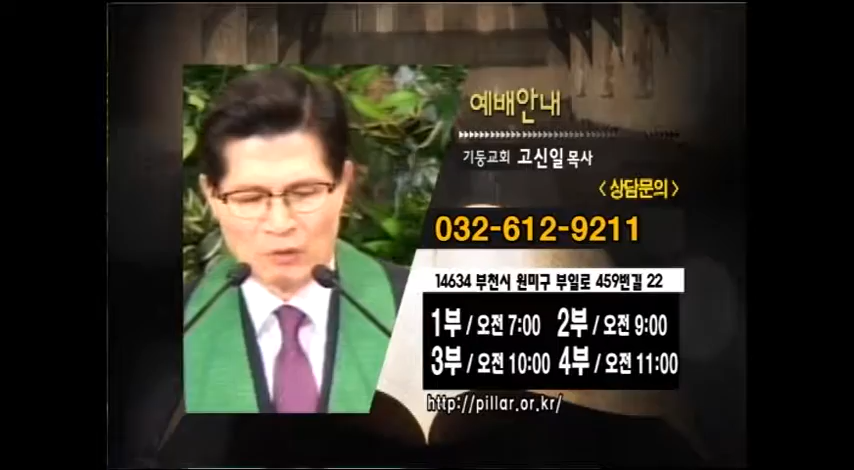 예배안내
기둥교회 고신일 목사
<상담문의>
032-612-9211
14634 부천시 원미구 부일로 459번길 22
1부 / 오전 7:00 2부 / 오전 9:00
3부 / 오전 10:00 4부 / 오전 11:00
http://pillar.or.kr/